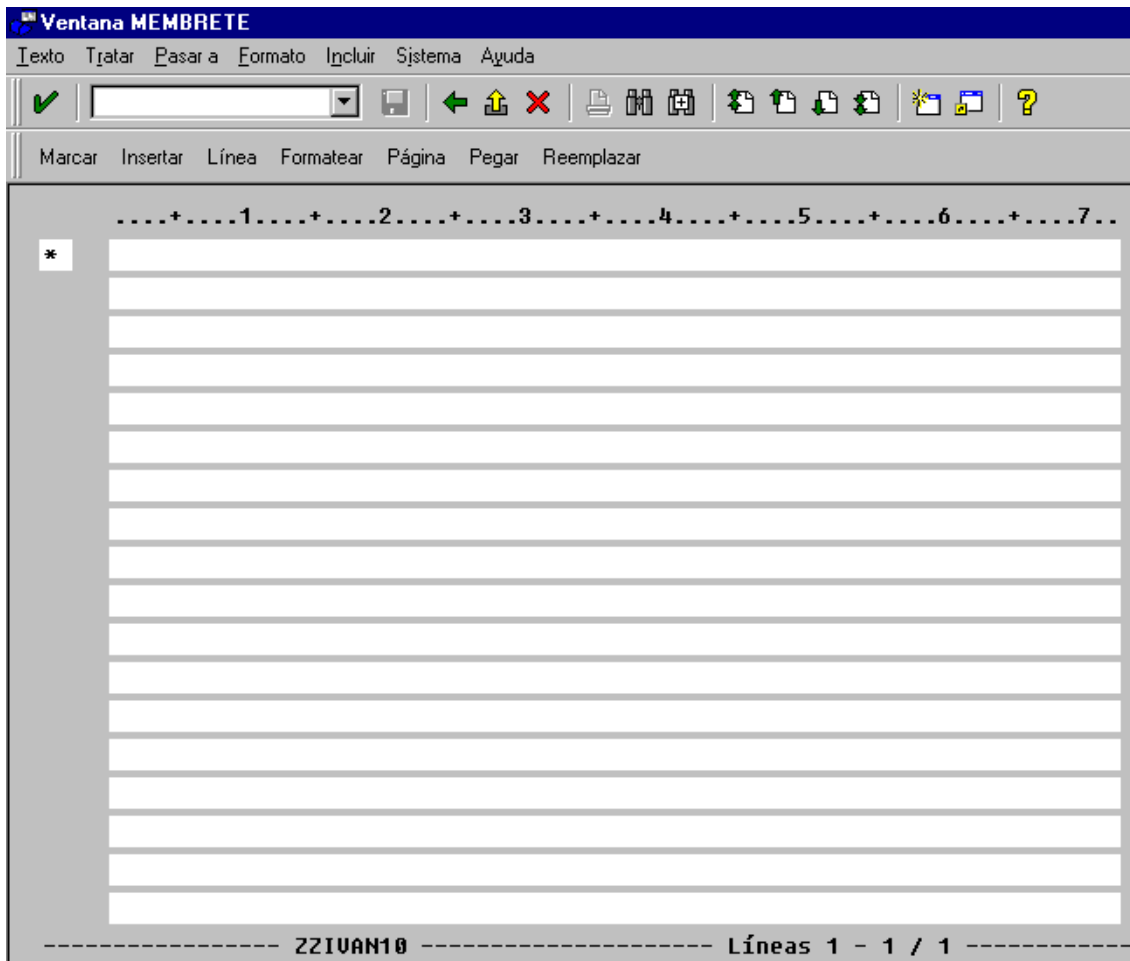 Ventana MEMBRETE
Texto Tratar Pasar a Formato Incluir Sistema Ayuda
Marcar Insertar Línea Formatear Página Pegar Reemplazar
....+....1....+....2....+....3....+....4....+....5....+....6....+....7..
*
----------------- ZZIVAN10 --------------------- Líneas 1 - 1 / 1 ------------